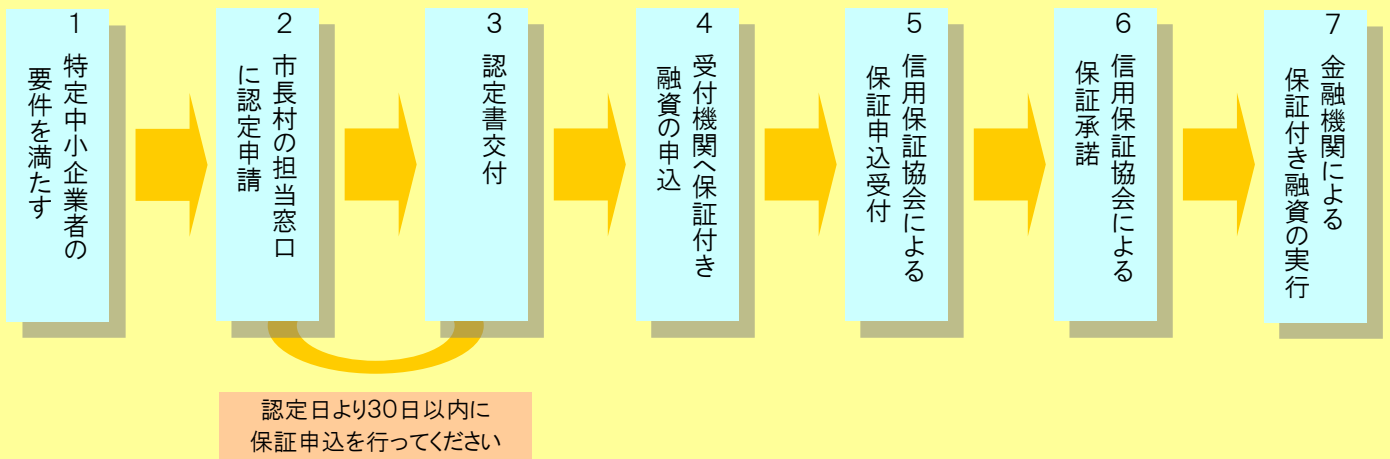 1
特定中小企業者の
要件を満たす
2
市長村の担当窓口
に認定申請
3
認定書交付
4
受付機関へ保証付き
融資の申込
5
信用保証協会による
保証申込受付
6
信用保証協会による
保証承諾
7
金融機関による
保証付き融資の実行
認定日より30日以内に
保証申込を行ってください